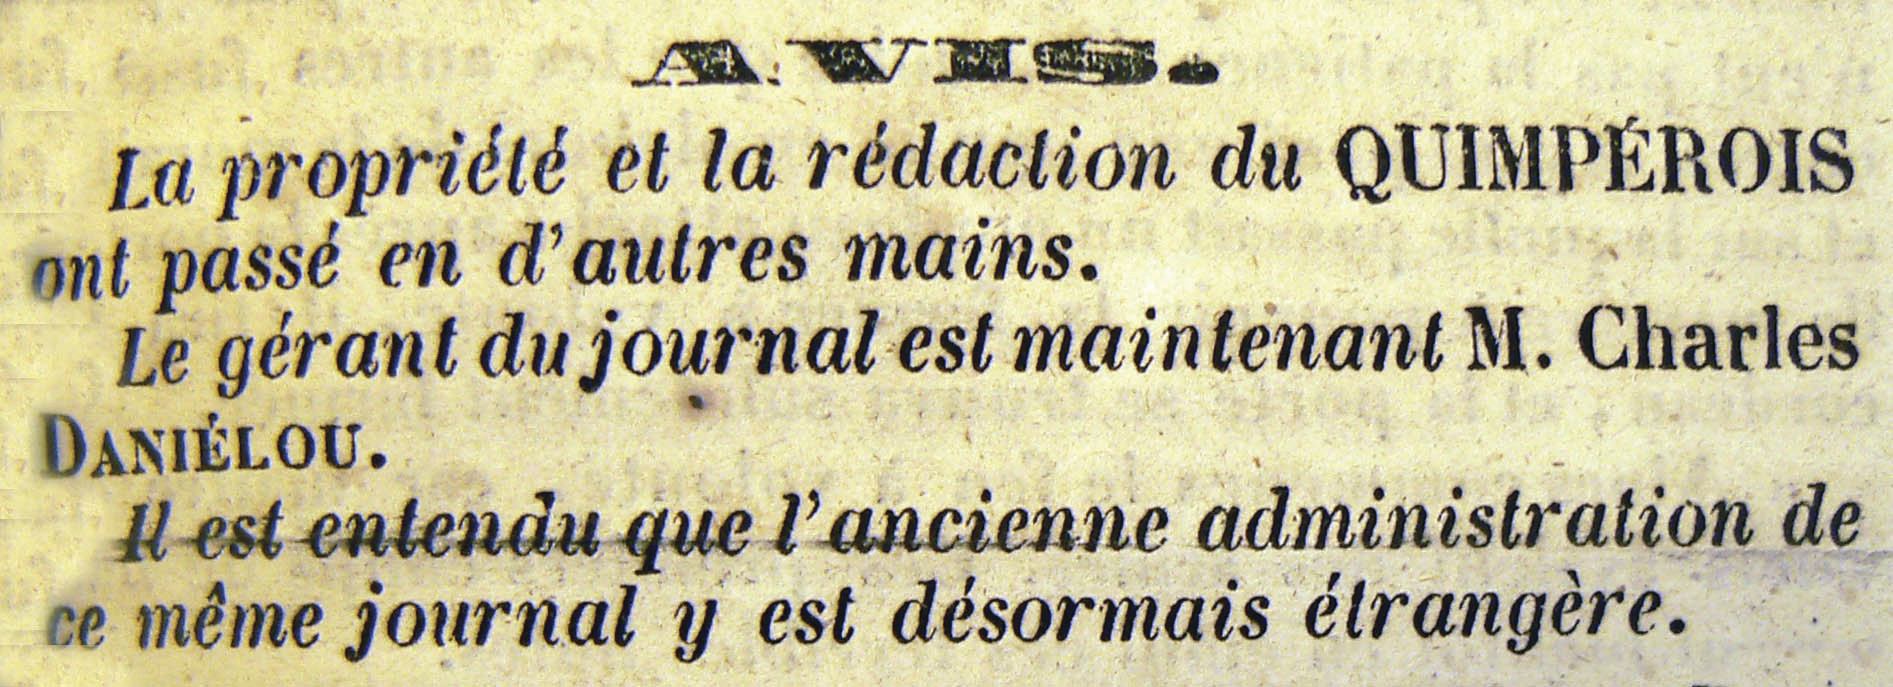 AVIS.
La propriété et la rédaction du QUIMPÉROIS
ont passé en d'autres mains.
Le gérant du journal est maintenant M. Charles
DANIÉLOU.
Il est entendu que l'ancienne administration de
ce même journal y est désormais étrangère.